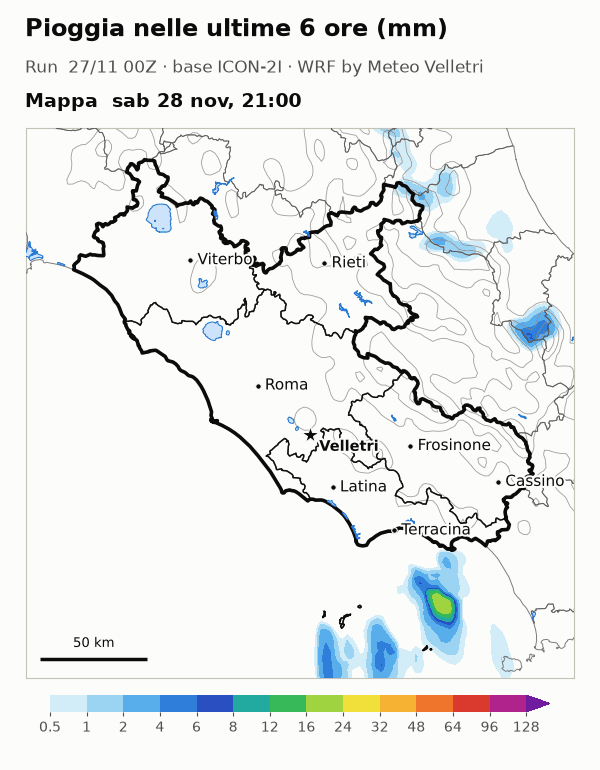 Pioggia nelle ultime 6 ore (mm)
Run  27/11 00Z · base ICON-2I · WRF by Meteo Velletri
Mappa  sab 28 nov, 21:00
Viterbo
Rieti
Roma
Velletri
Frosinone
Cassino
Latina
Terracina
50 km
0.5 1 2 4 6 8 12 16 24 32 48 64 96 128